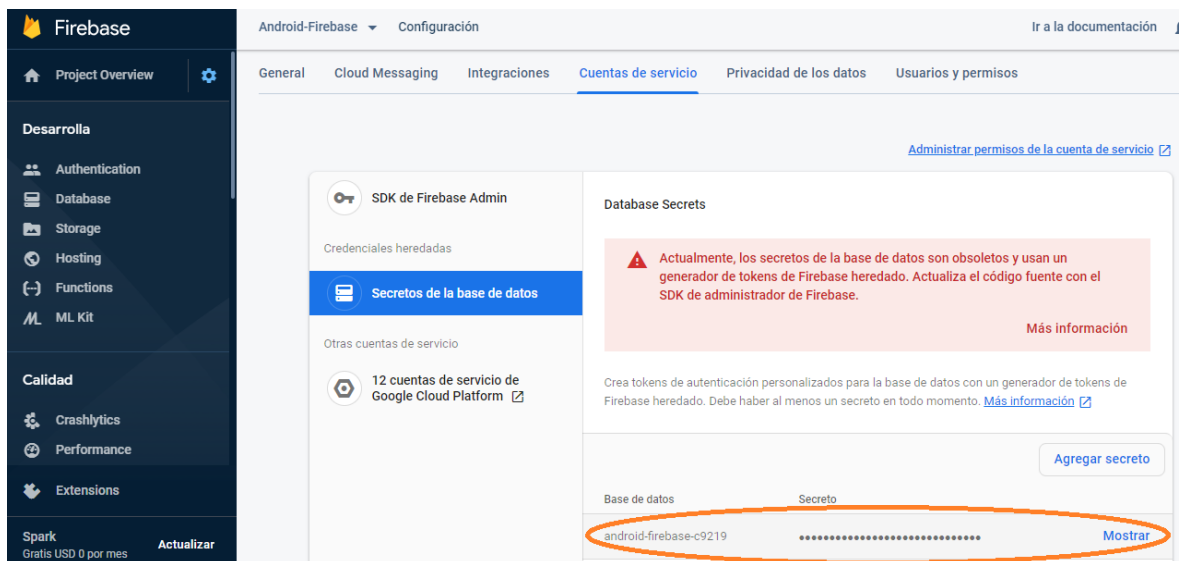 Firebase
Android-Firebase Configuración
Ir a la documentación
Project Overview
General Cloud Messaging Integraciones Cuentas de servicio Privacidad de los datos Usuarios y permisos
Desarrolla
Authentication
Database
Storage
Hosting
Functions
ML Kit
Calidad
Crashlytics
Performance
Extensions
Spark
Gratis USD 0 por mes
Actualizar
Administrar permisos de la cuenta de servicio
SDK de Firebase Admin
Credenciales heredadas
Secretos de la base de datos
Otras cuentas de servicio
12 cuentas de servicio de
Google Cloud Platform
Database Secrets
Actualmente, los secretos de la base de datos son obsoletos y usan un
generador de tokens de Firebase heredado. Actualiza el código fuente con el
SDK de administrador de Firebase.
Más información
Crea tokens de autenticación personalizados para la base de datos con un generador de tokens de
Firebase heredado. Debe haber al menos un secreto en todo momento. Más información
Agregar secreto
Base de datos Secreto
android-firebase-c9219 •••••••••••••••••••••••••••••• Mostrar